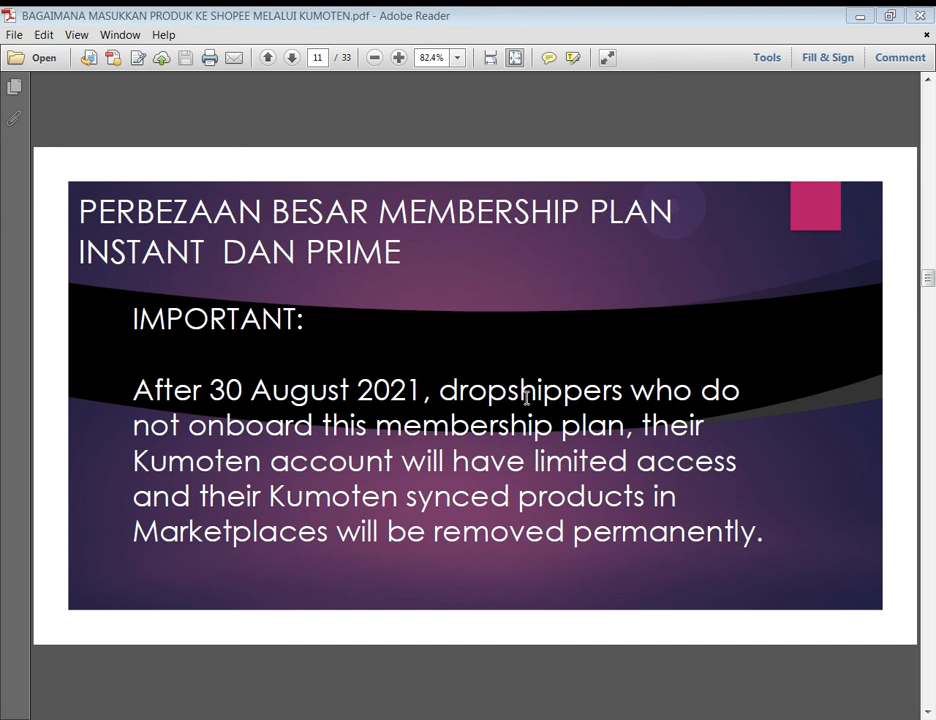 BAGAIMANA MASUKKAN PRODUK KE SHOPEE MELALUI KUMOTEN.pdf - Adobe Reader
File Edit View Window Help
Open 11 / 33 82.4% Tools Fill & Sign Comment
PERBEZAAN BESAR MEMBERSHIP PLAN
INSTANT DAN PRIME
IMPORTANT:
After 30 August 2021, dropshippers who do
not onboard this membership plan, their
Kumoten account will have limited access
and their Kumoten synced products in
Marketplaces will be removed permanently.